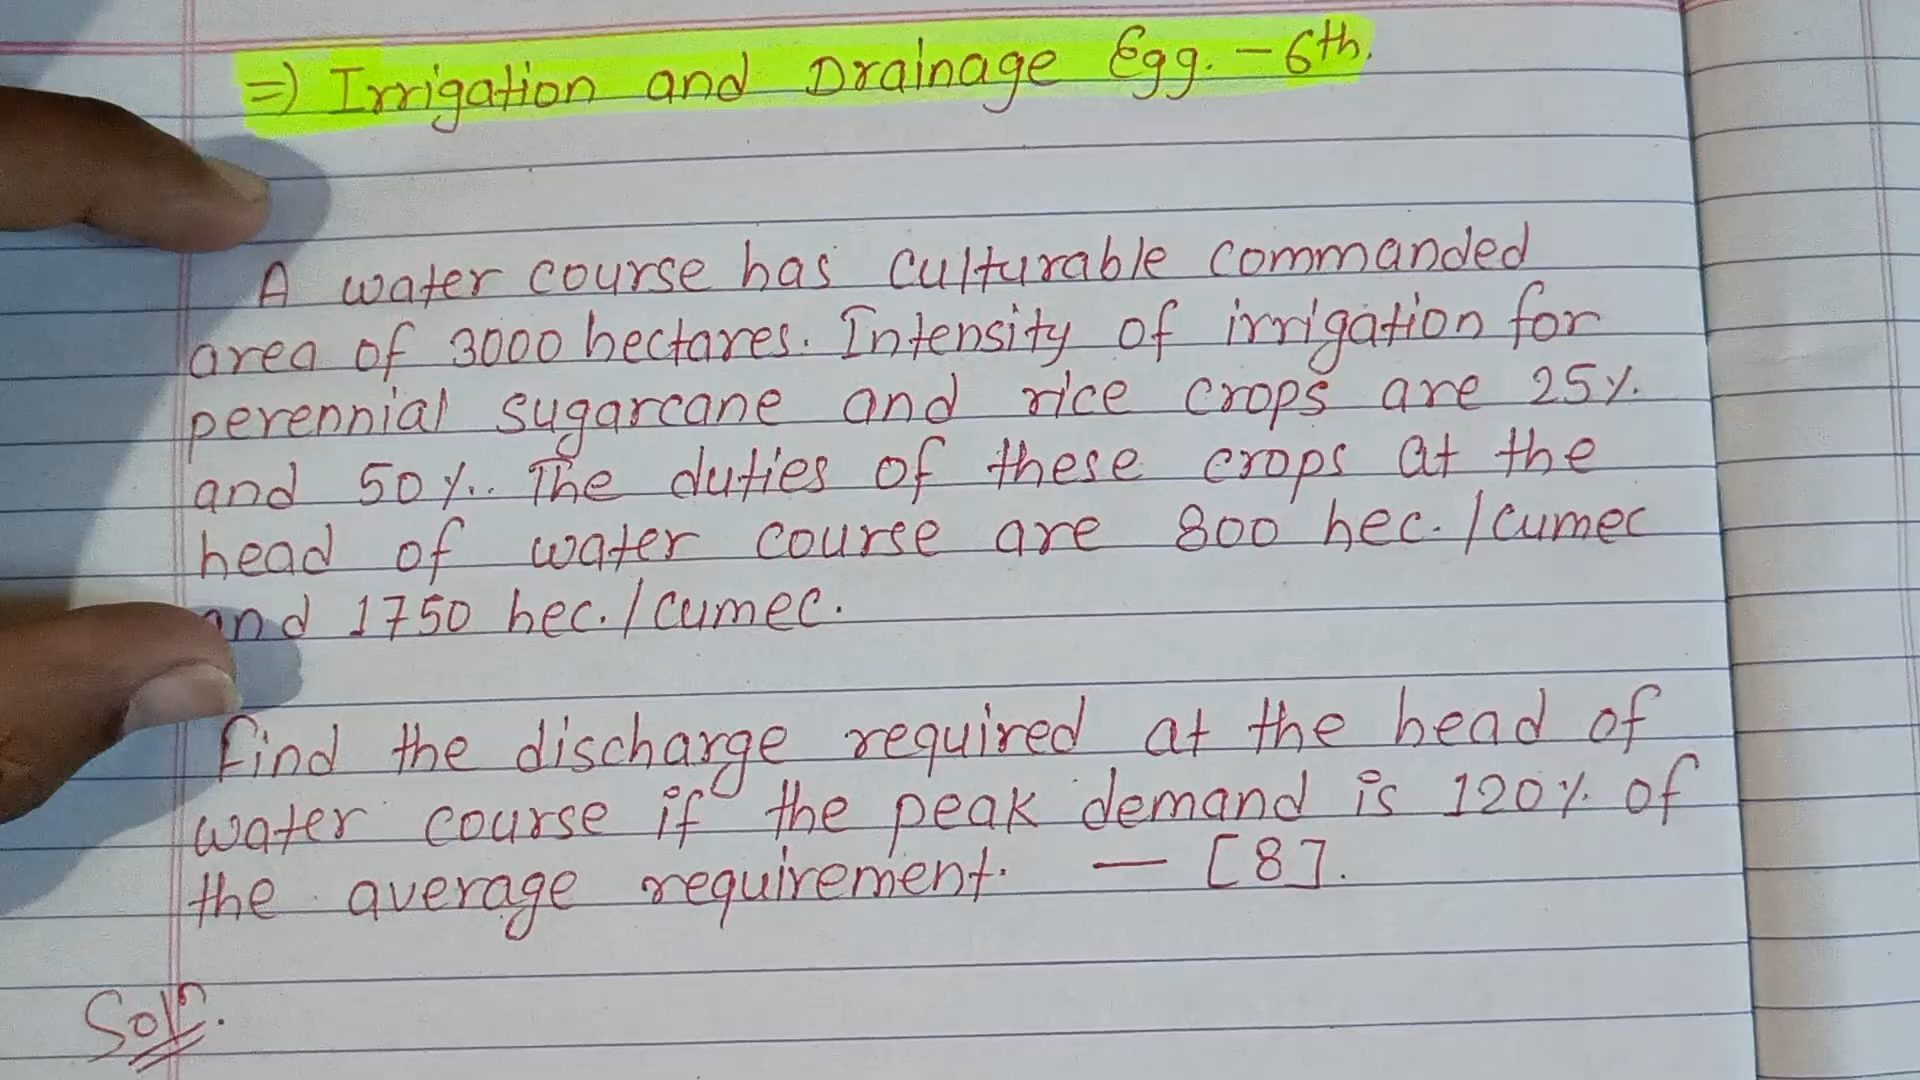 =) Irrigation and Drainage Egg. - 6th.
A water course has culturable commanded
area of 3000 hectares. Intensity of irrigation for
perennial sugarcane and rice crops are 25%.
and 50%. The duties of these crops at the
head of water course are 800 hec./cumec
and 1750 hec./cumec.
find the discharge required at the head of
water course if the peak demand is 120% of
the average requirement. — [8].
Soln.